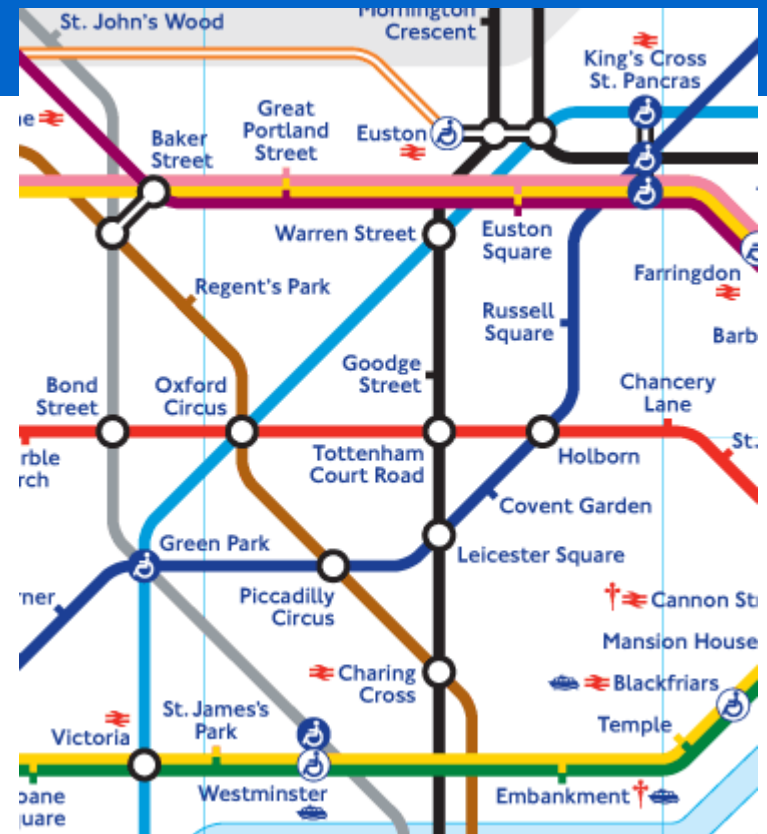 St. John's Wood
Mornington
Crescent
King's Cross
St. Pancras
Great
Portland
Street
Euston
Baker
Street
Warren Street
Euston
Square
Farringdon
Regent's Park
Russell
Square
Barb
Goodge
Street
Chancery
Lane
Bond
Street
Oxford
Circus
Tottenham
Court Road
Holborn
St.
rble
rch
Covent Garden
Green Park
Leicester Square
rner
Piccadilly
Circus
Cannon Str
Mansion House
Charing
Cross
Blackfriars
St. James's
Park
Temple
Victoria
Westminster
Embankment
oane
quare